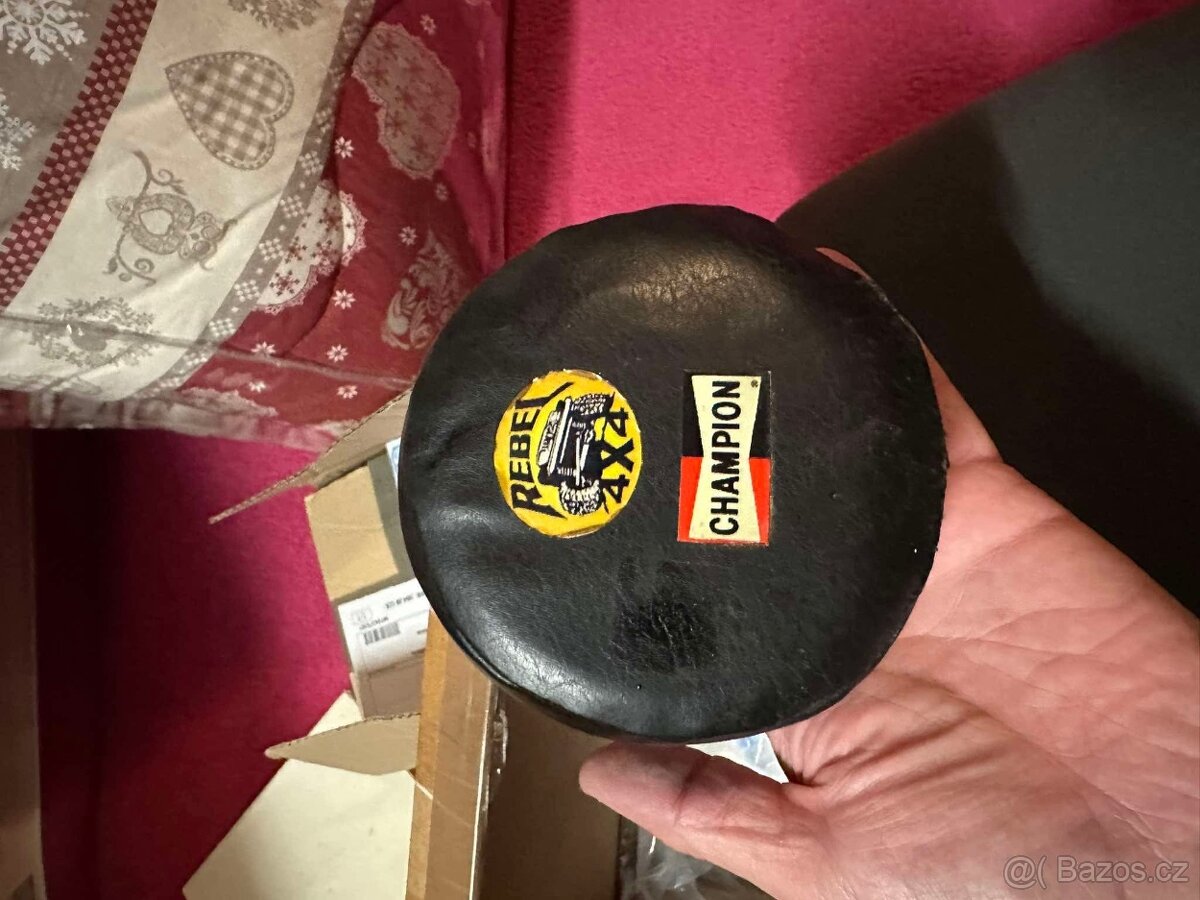 REBEL
4X4
CHAMPION
®
@( Bazos.cz